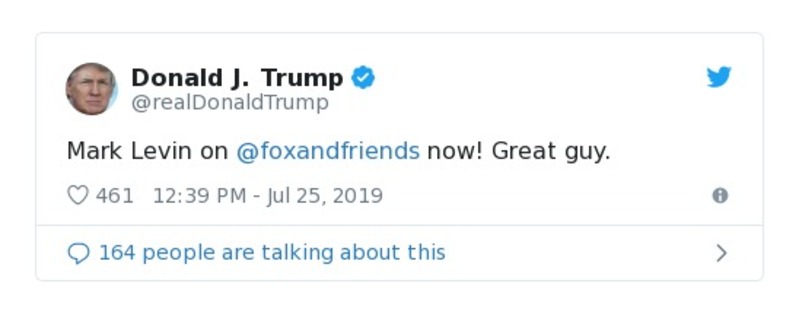 Donald J. Trump
@realDonaldTrump
Mark Levin on @foxandfriends now! Great guy.
461 12:39 PM - Jul 25, 2019
164 people are talking about this